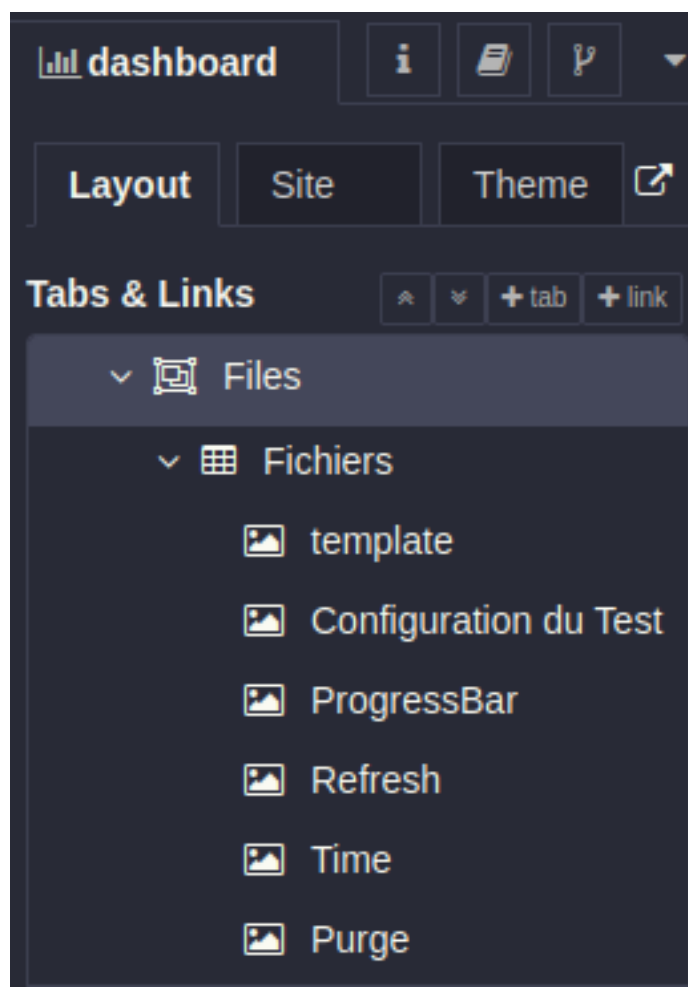 dashboard
Layout Site Theme
Tabs & Links + tab + link
Files
Fichiers
template
Configuration du Test
ProgressBar
Refresh
Time
Purge